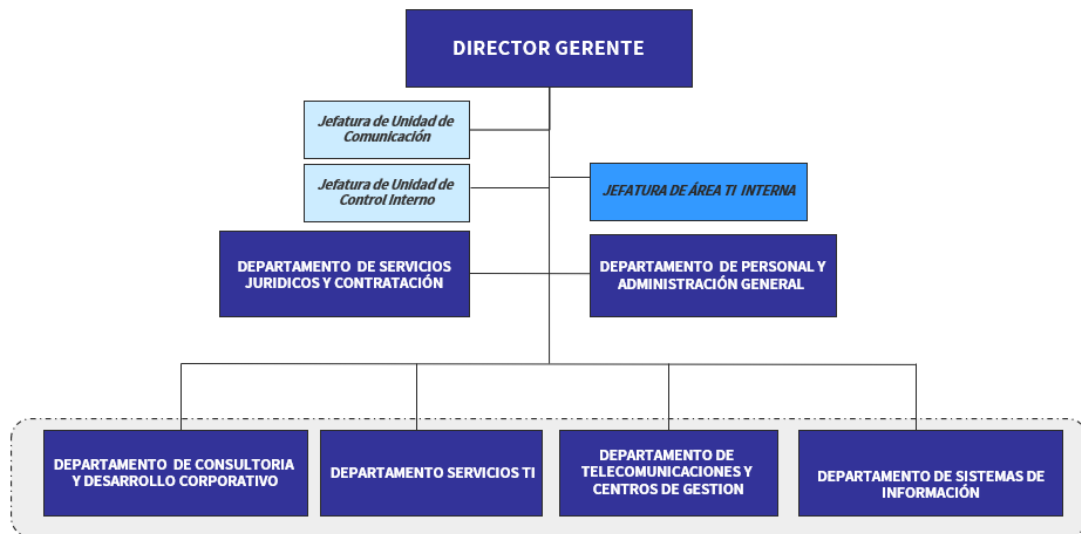 DIRECTOR GERENTE
Jefatura de Unidad de
Comunicación
Jefatura de Unidad de
Control Interno
JEFATURA DE ÁREA TI INTERNA
DEPARTAMENTO DE SERVICIOS
JURIDICOS Y CONTRATACIÓN
DEPARTAMENTO DE PERSONAL Y
ADMINISTRACIÓN GENERAL
DEPARTAMENTO DE CONSULTORIA
Y DESARROLLO CORPORATIVO
DEPARTAMENTO SERVICIOS TI
DEPARTAMENTO DE
TELECOMUNICACIONES Y
CENTROS DE GESTION
DEPARTAMENTO DE SISTEMAS DE
INFORMACIÓN